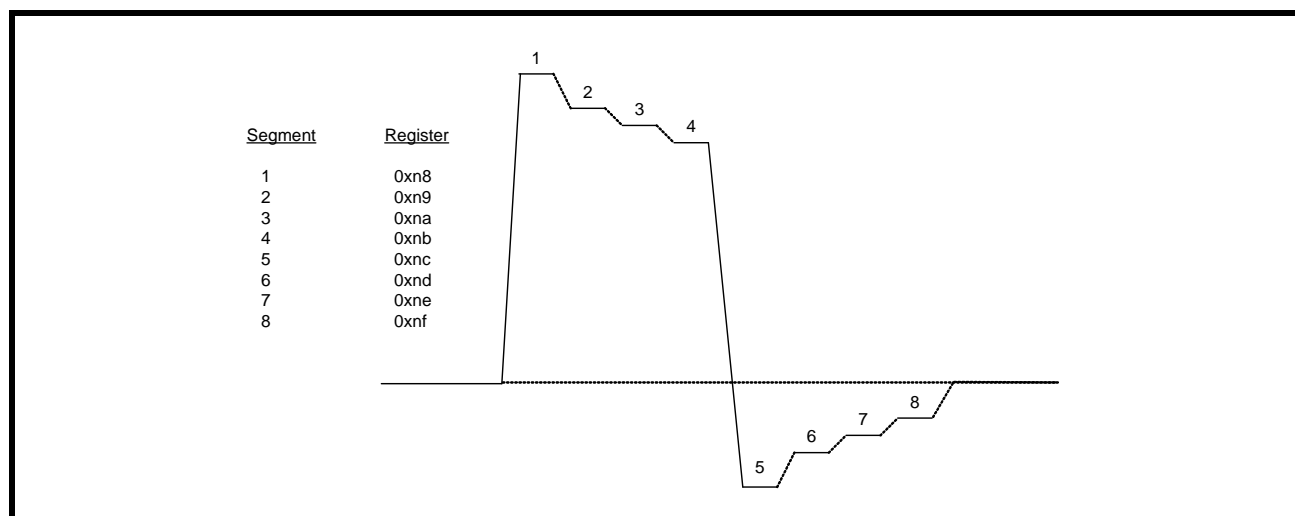 Segment Register
1 0xn8
2 0xn9
3 0xna
4 0xnb
5 0xnc
6 0xnd
7 0xne
8 0xnf
1
2
3
4
5
6
7
8